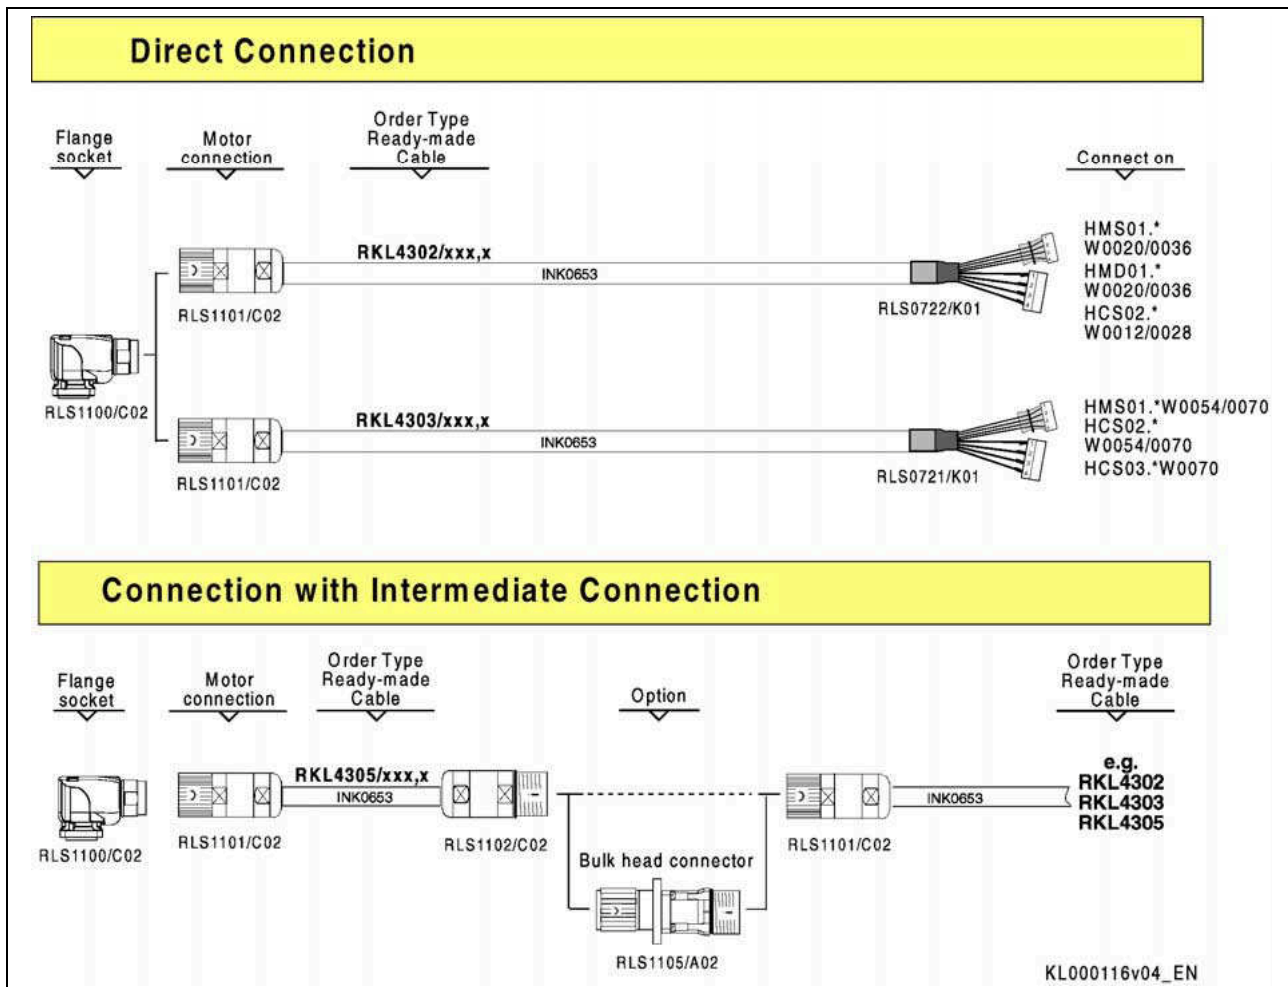 Direct Connection
Flange
socket
Motor
connection
Order Type
Ready-made
Cable
Connect on
RKL4302/xxx,x
INK0653
RLS1101/C02
RLS0722/K01
HMS01.*
W0020/0036
HMD01.*
W0020/0036
HCS02.*
W0012/0028
RLS1100/C02
RKL4303/xxx,x
INK0653
RLS1101/C02
RLS0721/K01
HMS01.*W0054/0070
HCS02.*
W0054/0070
HCS03.*W0070
Connection with Intermediate Connection
Flange
socket
Motor
connection
Order Type
Ready-made
Cable
Option
Order Type
Ready-made
Cable
RKL4305/xxx,x
INK0653
RLS1100/C02
RLS1101/C02
RLS1102/C02
Bulk head connector
RLS1105/A02
RLS1101/C02
INK0653
e.g.
RKL4302
RKL4303
RKL4305
KL000116v04_EN